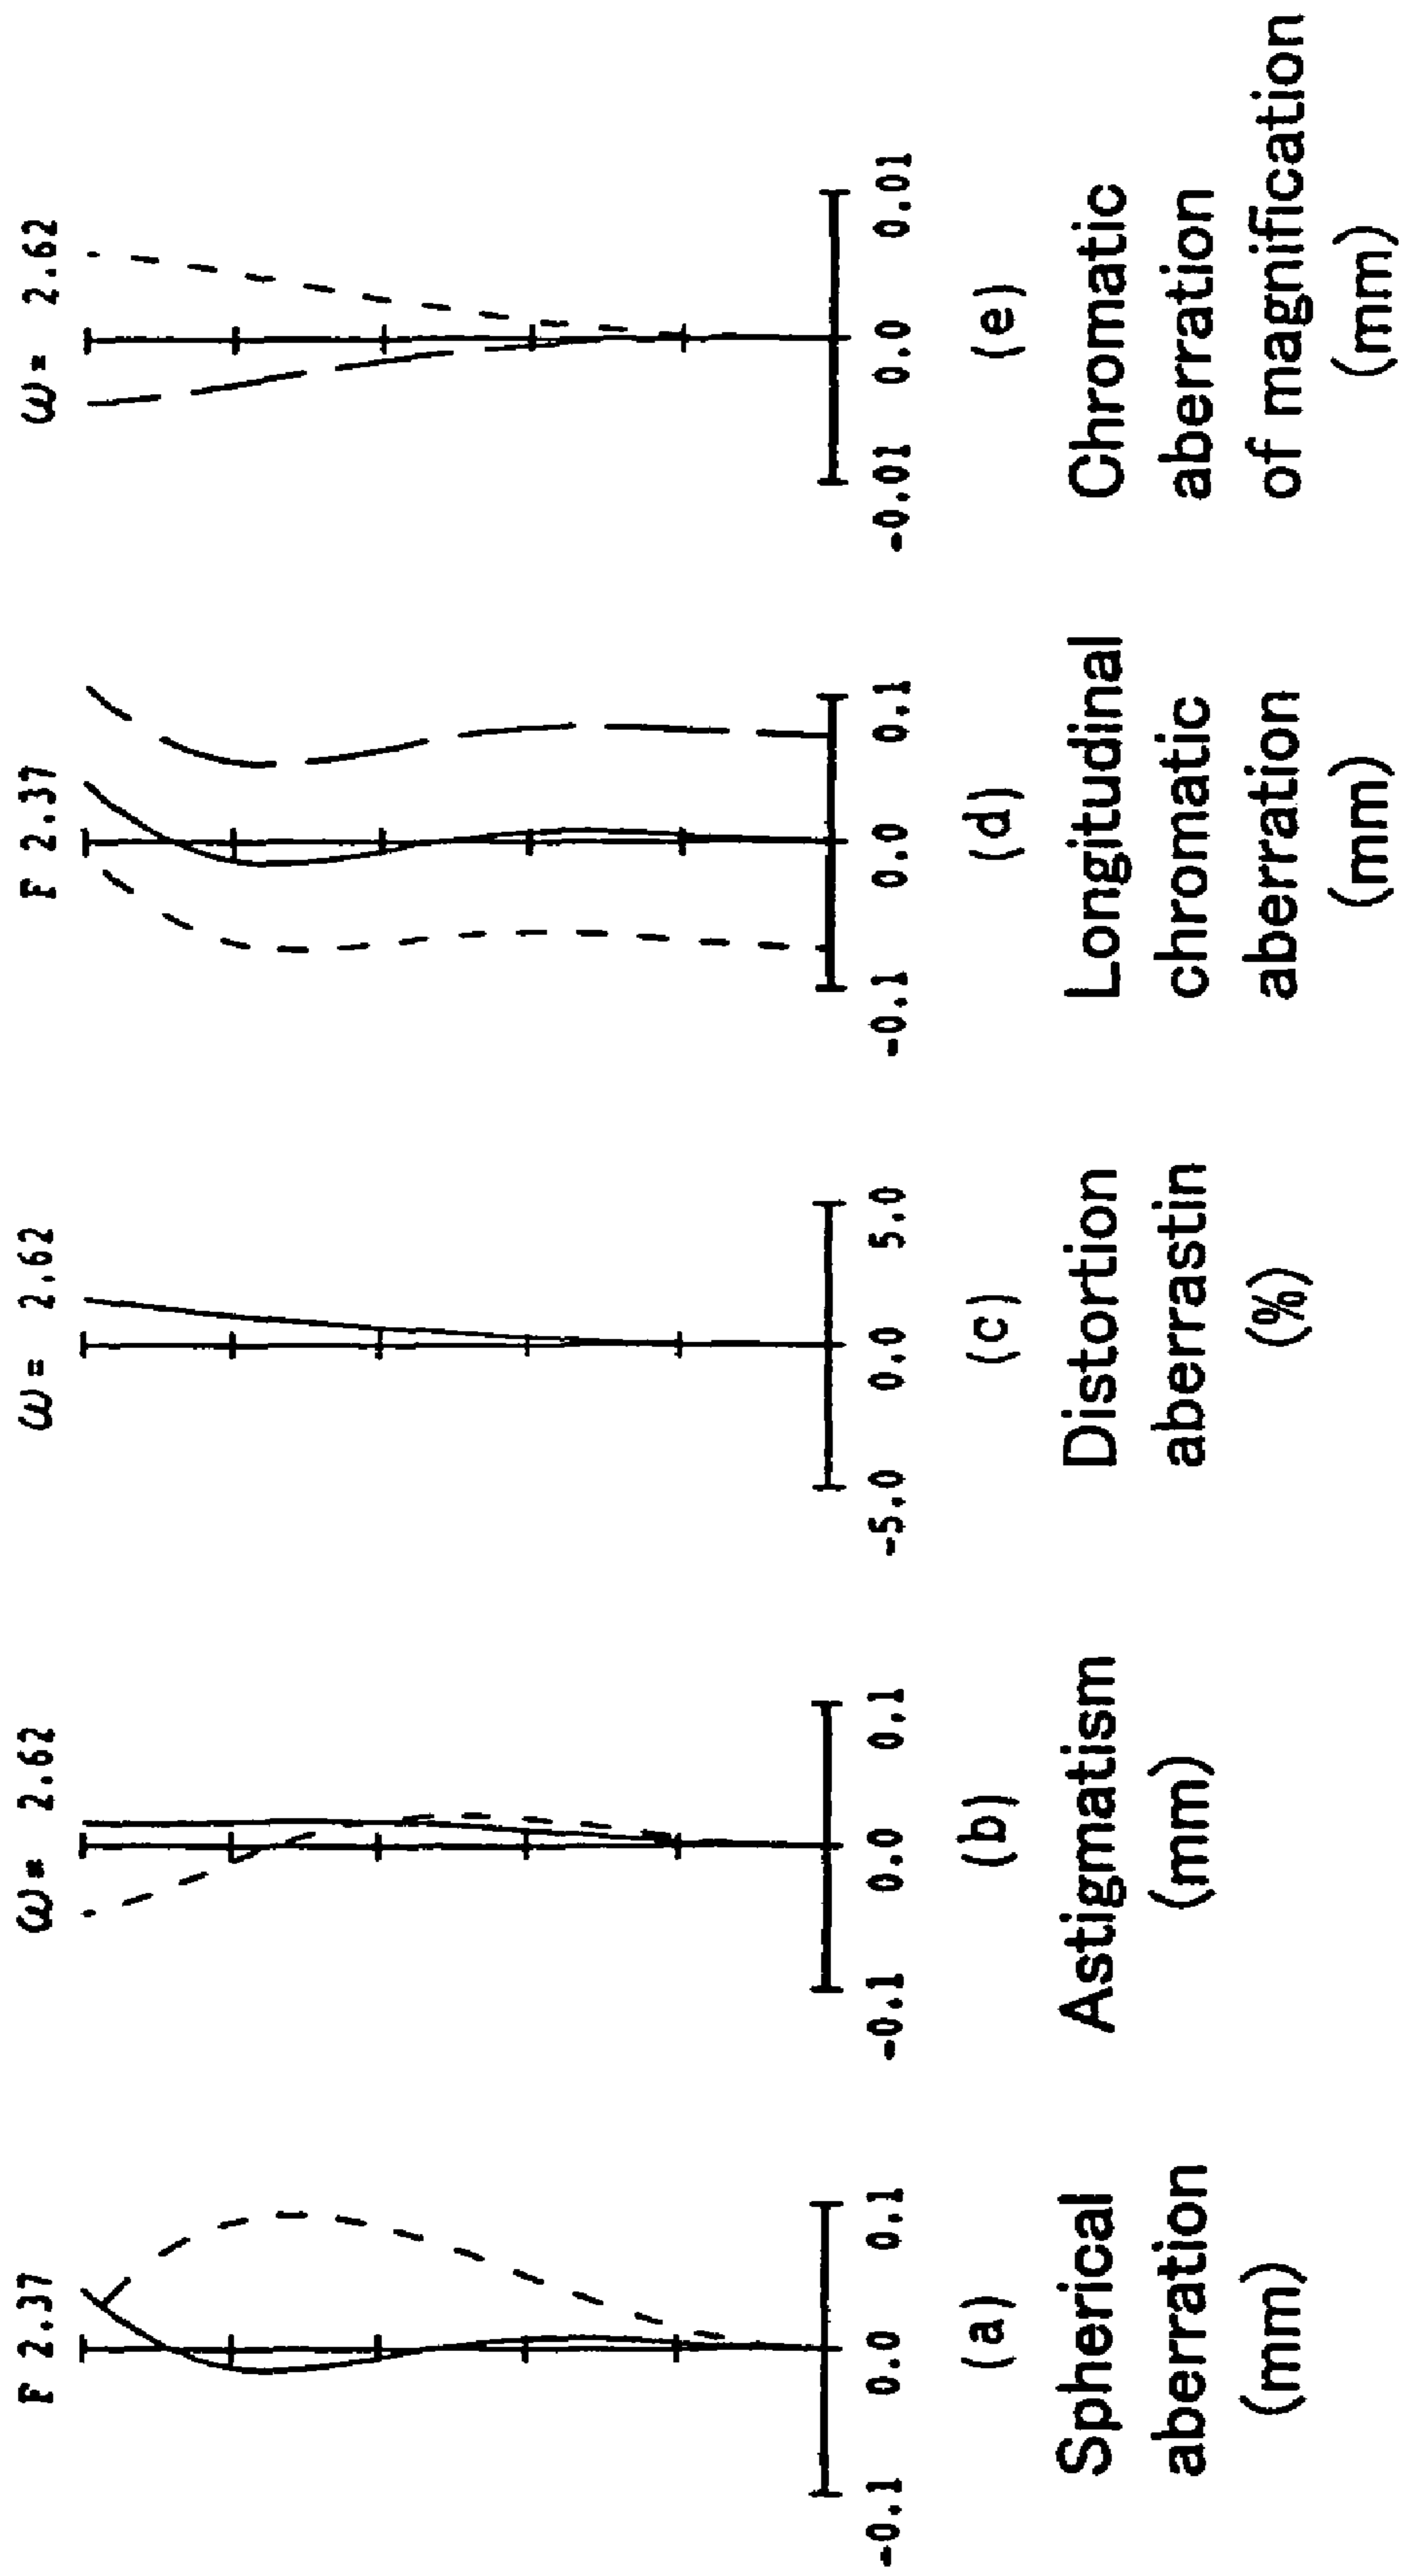 F 2.37
-0.1 0.0 0.1
(a)
Spherical
aberration
(mm)
ω= 2.62
-0.1 0.0 0.1
(b)
Astigmatism
(mm)
ω= 2.62
-5.0 0.0 5.0
(c)
Distortion
aberrastin
(%)
F 2.37
-0.1 0.0 0.1
(d)
Longitudinal
chromatic
aberration
(mm)
ω= 2.62
-0.01 0.0 0.01
(e)
Chromatic
aberration
of magnification
(mm)